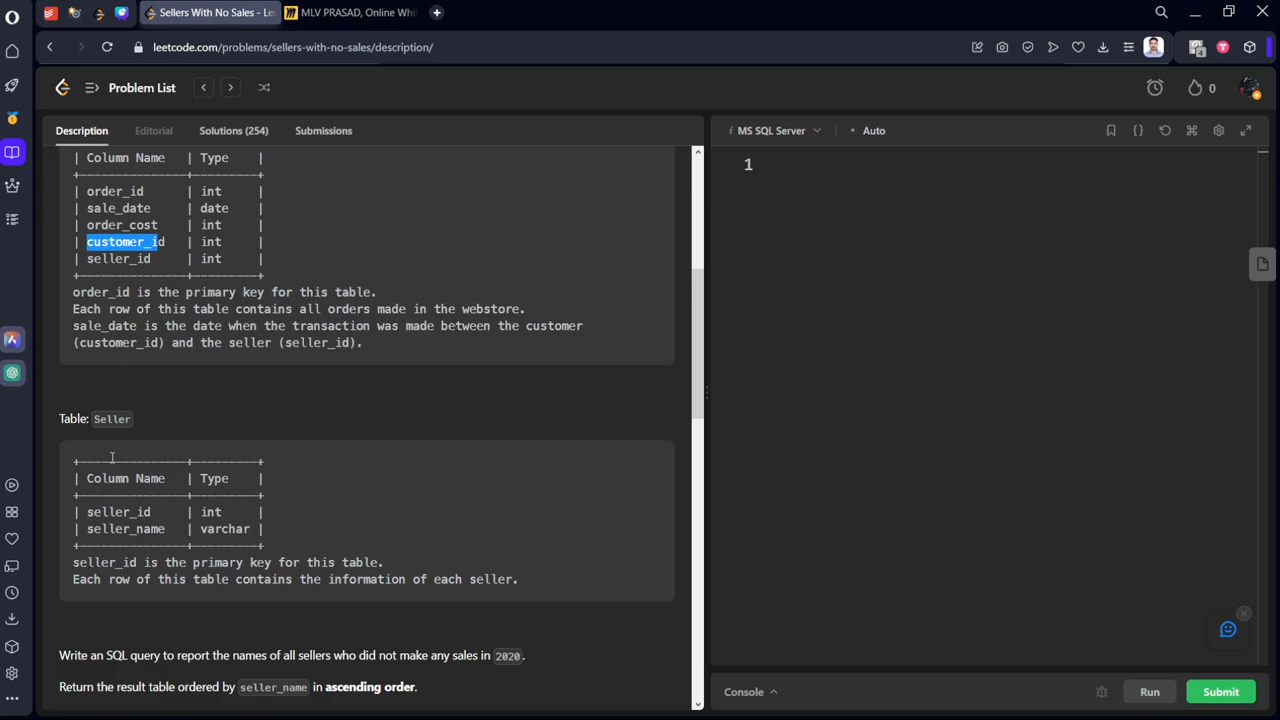 Sellers With No Sales - Lee
MLV PRASAD, Online Whit
leetcode.com/problems/sellers-with-no-sales/description/
4
Problem List
0
Description
Editorial
Solutions (254)
Submissions
MS SQL Server
• Auto
| Column Name | Type |
+---------------+---------+
| order_id | int |
| sale_date | date |
| order_cost | int |
| customer_id | int |
| seller_id | int |
+---------------+---------+
order_id is the primary key for this table.
Each row of this table contains all orders made in the webstore.
sale_date is the date when the transaction was made between the customer
(customer_id) and the seller (seller_id).
Table: Seller
+---------------+---------+
| Column Name | Type |
+---------------+---------+
| seller_id | int |
| seller_name | varchar |
+---------------+---------+
seller_id is the primary key for this table.
Each row of this table contains the information of each seller.
Write an SQL query to report the names of all sellers who did not make any sales in 2020.
Return the result table ordered by seller_name in ascending order.
1
Console
Run
Submit